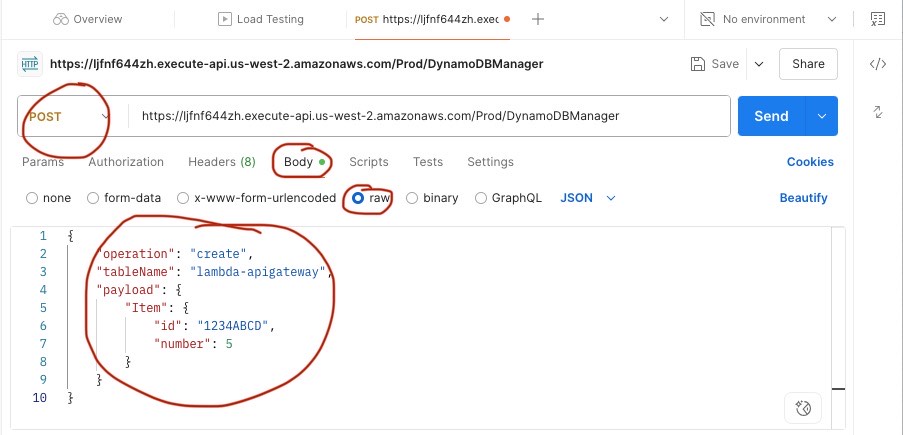 Overview
Load Testing
POST https://ljfnf644zh.exec
No environment
HTTP https://ljfnf644zh.execute-api.us-west-2.amazonaws.com/Prod/DynamoDBManager
Save
Share
POST
https://ljfnf644zh.execute-api.us-west-2.amazonaws.com/Prod/DynamoDBManager
Send
Params Authorization Headers (8) Body Scripts Tests Settings Cookies
none form-data x-www-form-urlencoded raw binary GraphQL JSON Beautify
1 {
2 "operation": "create",
3 "tableName": "lambda-apigateway",
4 "payload": {
5 "Item": {
6 "id": "1234ABCD",
7 "number": 5
8 }
9 }
10 }